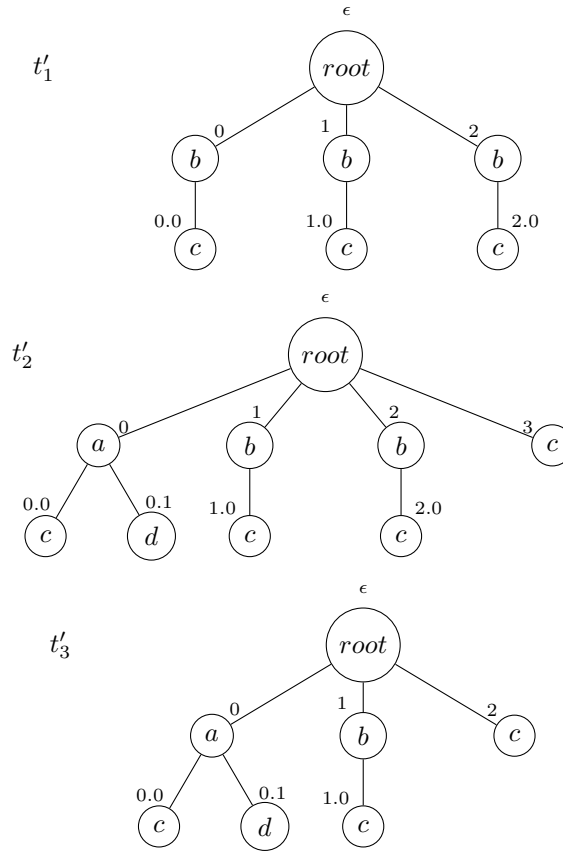 ϵ
t′₁ root
0 1 2
b b b
0.0 1.0 2.0
c c c
ϵ
t′₂ root
0 1 2 3
a b b c
0.0 0.1 1.0 2.0
c d c c
ϵ
t′₃ root
0 1 2
a b c
0.0 0.1 1.0
c d c